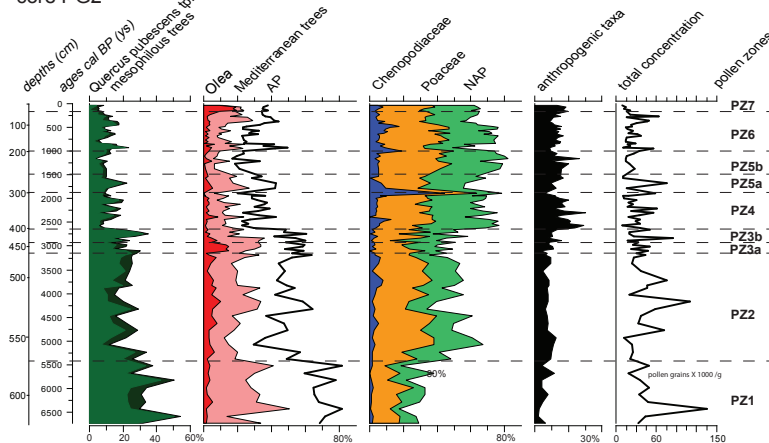 depths (cm)
ages cal BP (ys)
Quercus pubescens
mesophilous trees
Olea
Mediterranean trees
AP
Chenopodiaceae
Poaceae
NAP
anthropogenic taxa
total concentration
pollen zones
0
500
1000
1500
2000
2500
3000
3500
4000
4500
5000
5500
6000
6500
100
200
300
400
450
500
550
600
PZ7
PZ6
PZ5b
PZ5a
PZ4
PZ3b
PZ3a
PZ2
PZ1
80%
pollen grains X 1000 /g
0
20
40
60%
80%
80%
30%
0
150